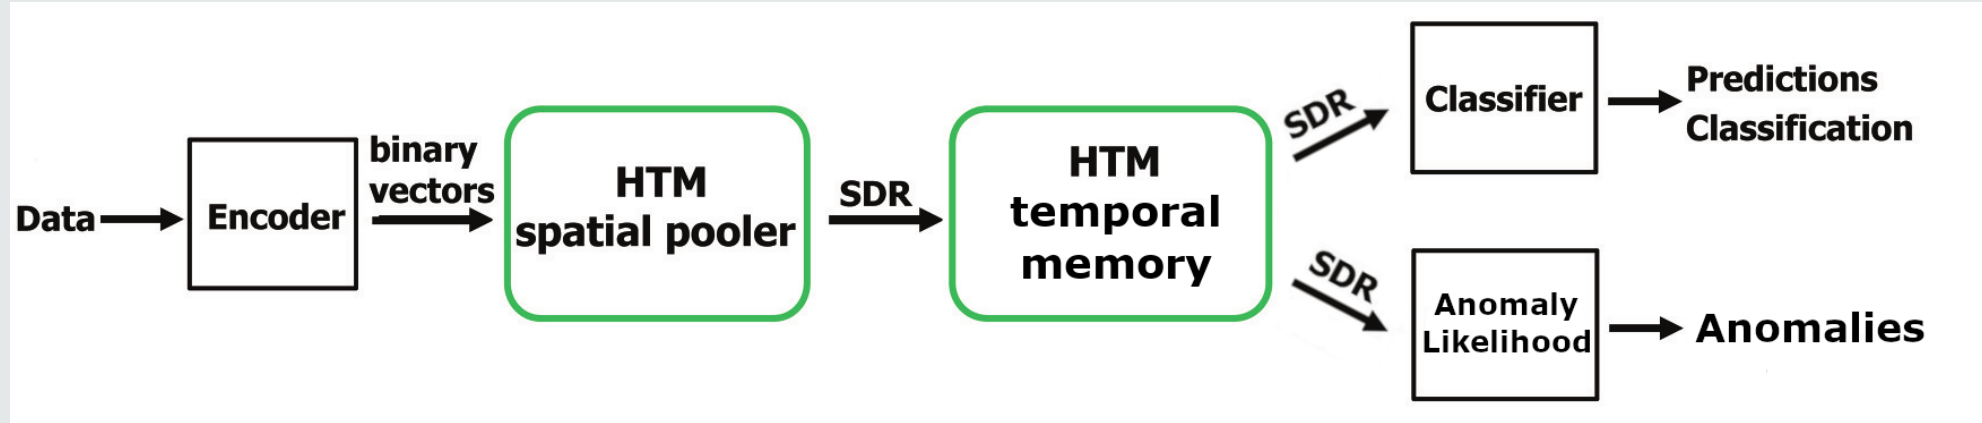 Data
Encoder
binary
vectors
HTM
spatial pooler
SDR
HTM
temporal
memory
SDR
Classifier
Predictions
Classification
SDR
Anomaly
Likelihood
Anomalies